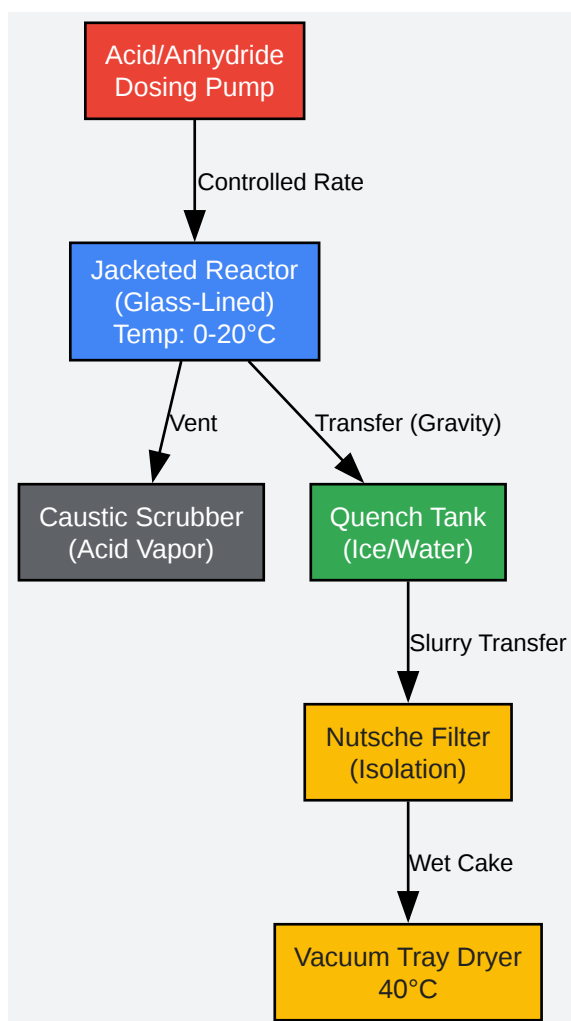 Acid/Anhydride
Dosing Pump
Controlled Rate
Jacketed Reactor
(Glass-Lined)
Temp: 0-20°C
Vent
Transfer (Gravity)
Caustic Scrubber
(Acid Vapor)
Quench Tank
(Ice/Water)
Slurry Transfer
Nutsche Filter
(Isolation)
Wet Cake
Vacuum Tray Dryer
40°C